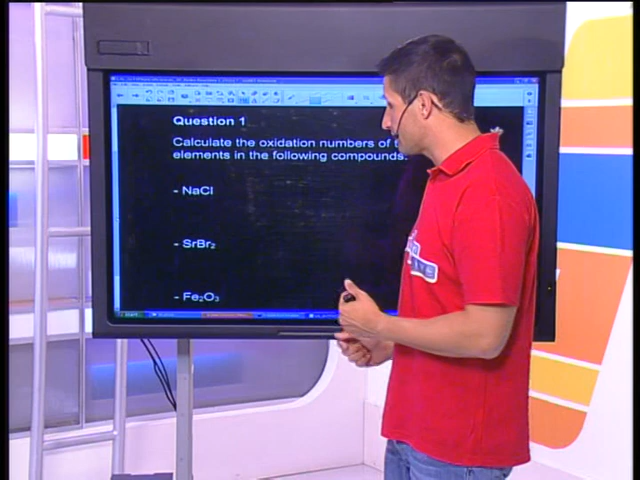 Question 1
Calculate the oxidation numbers of
elements in the following compounds.
- NaCl
- SrBr₂
- Fe₂O₃